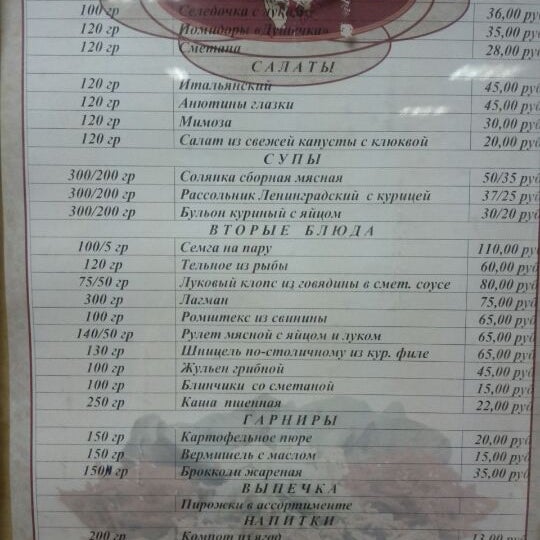 100 гр Селедочка с луком 36,00 руб
120 гр Помидоры «Душечка» 35,00 руб
120 гр Сметана 28,00 руб
САЛАТЫ
120 гр Итальянский 45,00 руб
120 гр Анютины глазки 45,00 руб
120 гр Мимоза 30,00 руб
120 гр Салат из свежей капусты с клюквой 20,00 руб
СУПЫ
300/200 гр Солянка сборная мясная 50/35 руб
300/200 гр Рассольник Ленинградский с курицей 37/25 руб
300/200 гр Бульон куриный с яйцом 30/20 руб
ВТОРЫЕ БЛЮДА
100/5 гр Семга на пару 110,00 руб
120 гр Тельное из рыбы 60,00 руб
75/50 гр Луковый клопс из говядины в смет. соусе 80,00 руб
300 гр Лагман 75,00 руб
100 гр Ромштекс из свинины 65,00 руб
140/50 гр Рулет мясной с яйцом и луком 65,00 руб
130 гр Шницель по-столичному из кур. филе 65,00 руб
100 гр Жульен грибной 45,00 руб
100 гр Блинчики со сметаной 15,00 руб
250 гр Каша пшенная 22,00 руб
ГАРНИРЫ
150 гр Картофельное пюре 20,00 руб
150 гр Вермишель с маслом 15,00 руб
150 гр Брокколи жареная 35,00 руб
ВЫПЕЧКА
Пирожки в ассортименте
НАПИТКИ
200 гр Компот из ягод 13,00 руб